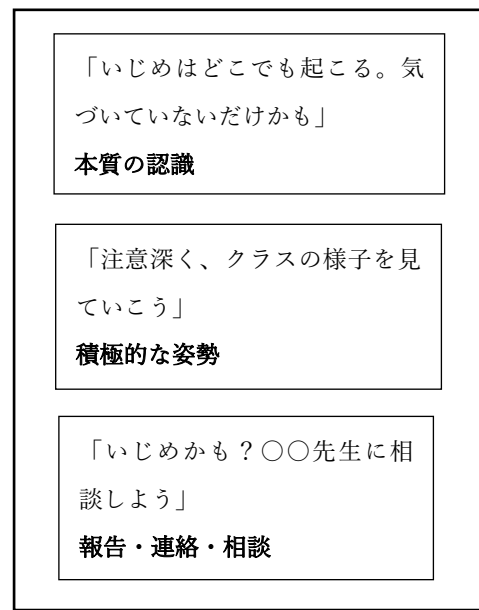 「いじめはどこでも起こる。気
づいていないだけかも」
本質の認識
「注意深く、クラスの様子を見
ていこう」
積極的な姿勢
「いじめかも？○○先生に相
談しよう」
報告・連絡・相談